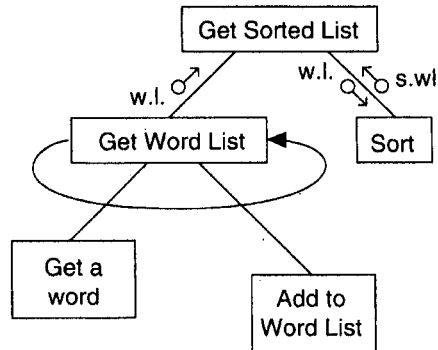 Get Sorted List
w.l.
w.l.
s.wl
Get Word List
Sort
Get a
word
Add to
Word List